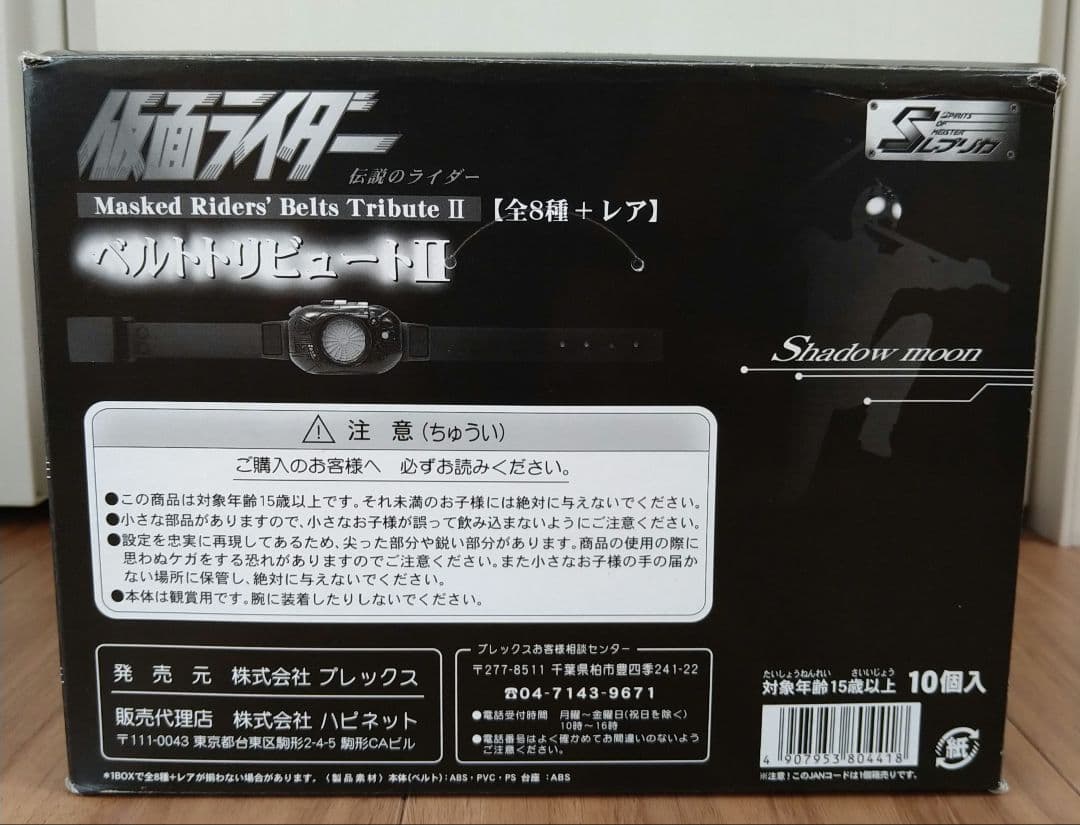 仮面ライダー
伝説のライダー
SPIRITS
OF
MEISTER
Sレプリカ
Masked Riders' Belts Tribute Ⅱ 【全8種＋レア】
ベルトトリビュートⅡ
Shadow moon
⚠ 注 意(ちゅうい)
ご購入のお客様へ 必ずお読みください。
●この商品は対象年齢15歳以上です。それ未満のお子様には絶対に与えないでください。
●小さな部品がありますので、小さなお子様が誤って飲み込まないようにご注意ください。
●設定を忠実に再現してあるため、尖った部分や鋭い部分があります。商品の使用の際に
思わぬケガをする恐れがありますのでご注意ください。また小さなお子様の手の届か
ない場所に保管し、絶対に与えないでください。
●本体は観賞用です。腕に装着したりしないでください。
発 売 元 株式会社 プレックス
販売代理店 株式会社 ハピネット
〒111-0043 東京都台東区駒形2-4-5 駒形CAビル
プレックスお客様相談センター
〒277-8511 千葉県柏市豊四季241-22
☎04-7143-9671
●電話受付時間 月曜〜金曜日(祝日を除く)
10時〜16時
●電話番号はよく確かめてお間違いのないよう
ご注意ください。
たいしょうねんれい さいいじょう
対象年齢15歳以上 10個入
4 907953 804418
※注意！このJANコードは1個箱売りです。
紙
＊1BOXで全8種+レアが揃わない場合があります。〈製品素材〉本体(ベルト)：ABS・PVC・PS 台座：ABS